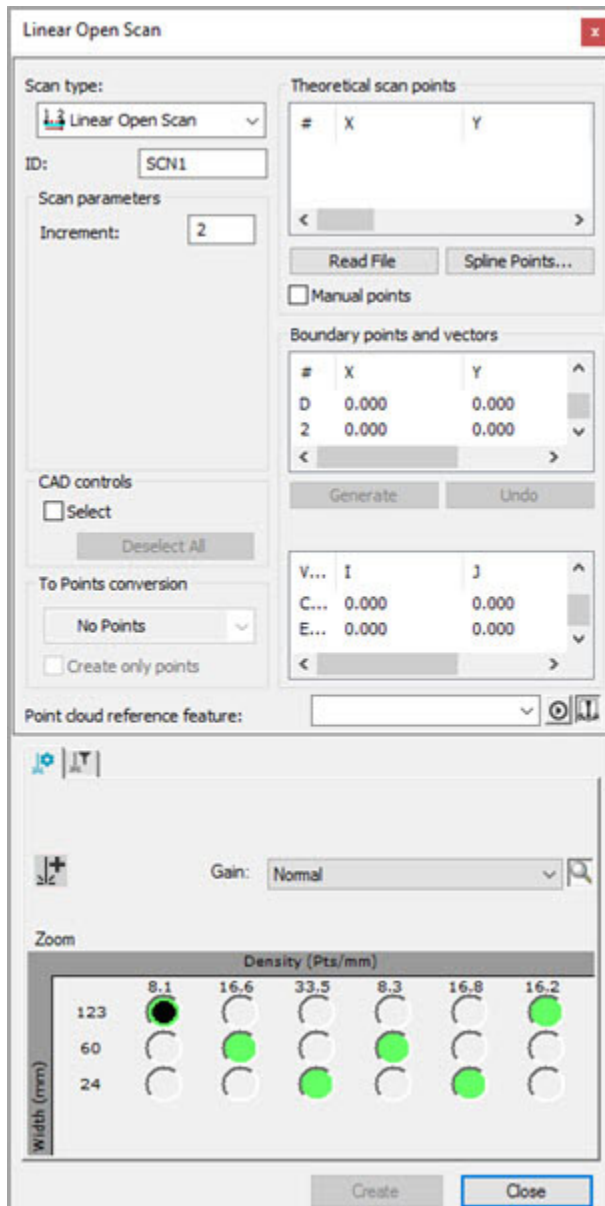 Linear Open Scan
x
Scan type:
Linear Open Scan
ID: SCN1
Scan parameters
Increment: 2
CAD controls
Select
Deselect All
To Points conversion
No Points
Create only points
Theoretical scan points
# X Y
Read File Spline Points...
Manual points
Boundary points and vectors
# X Y
D 0.000 0.000
2 0.000 0.000
Generate Undo
V... I J
C... 0.000 0.000
E... 0.000 0.000
Point cloud reference feature:
Gain: Normal
Zoom
Density (Pts/mm)
8.1 16.6 33.5 8.3 16.8 16.2
Width (mm)
123
60
24
Create Close